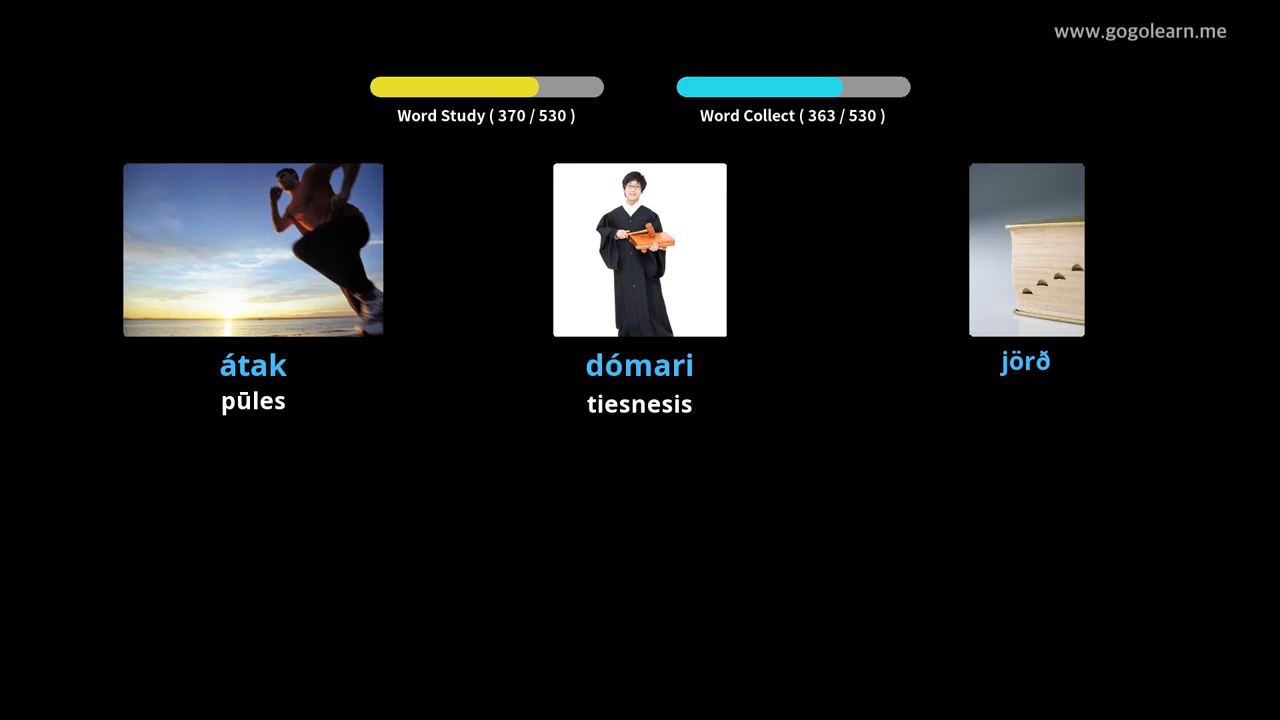 www.gogolearn.me
Word Study ( 370 / 530 )
Word Collect ( 363 / 530 )
átak
pūles
dómari
tiesnesis
jörð